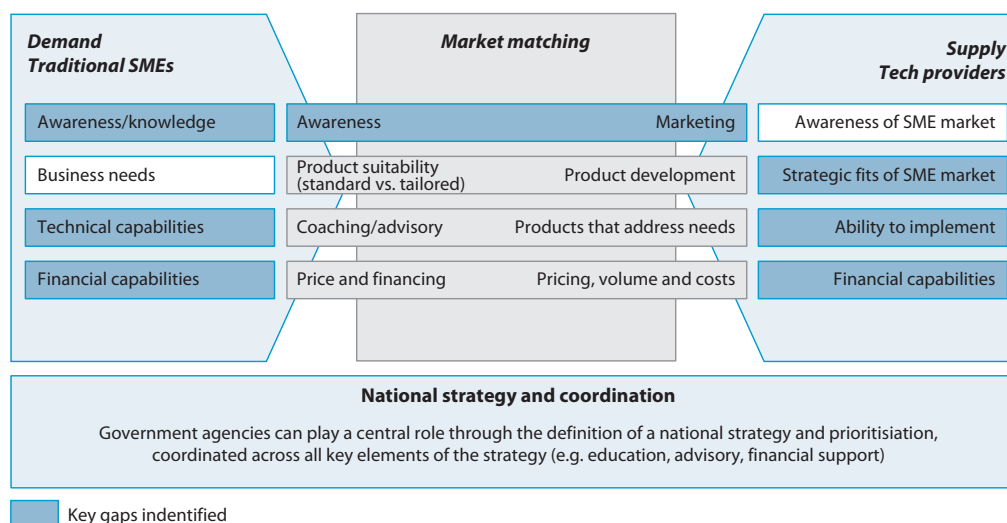 Demand
Traditional SMEs
Market matching
Supply
Tech providers
Awareness/knowledge
Awareness
Marketing
Awareness of SME market
Business needs
Product suitability
(standard vs. tailored)
Product development
Strategic fits of SME market
Technical capabilities
Coaching/advisory
Products that address needs
Ability to implement
Financial capabilities
Price and financing
Pricing, volume and costs
Financial capabilities
National strategy and coordination
Government agencies can play a central role through the definition of a national strategy and prioritisiation,
coordinated across all key elements of the strategy (e.g. education, advisory, financial support)
Key gaps indentified